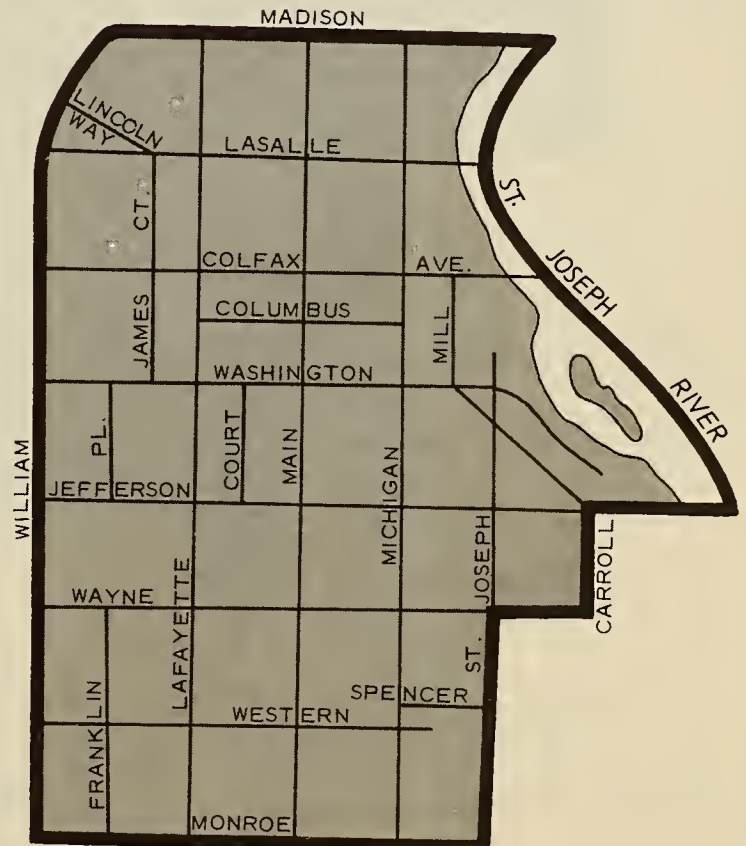 MADISON
LINCOLN
WAY
LASALLE
ST. JOSEPH RIVER
CT.
JAMES
COLFAX AVE.
COLUMBUS
MILL
WASHINGTON
WILLIAM
PL.
COURT
MAIN
MICHIGAN
JEFFERSON
LAFAYETTE
ST. JOSEPH
CARROLL
WAYNE
FRANKLIN
SPENCER
WESTERN
MONROE